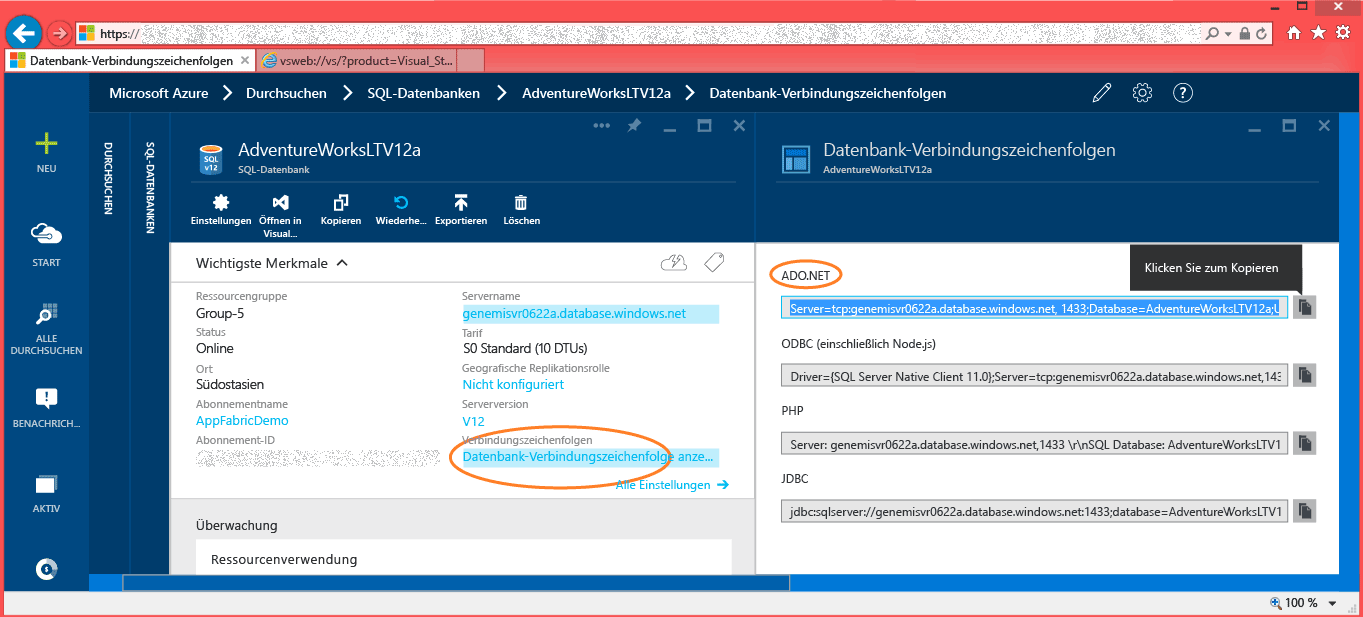 https://
Datenbank-Verbindungszeichenfolgen
vsweb://vs/?product=Visual_St...
Microsoft Azure
Durchsuchen
SQL-Datenbanken
AdventureWorksLTV12a
Datenbank-Verbindungszeichenfolgen
NEU
START
ALLE
DURCHSUCHEN
BENACHRICH...
AKTIV
DURCHSUCHEN
SQL-DATENBANKEN
SQL
v12
AdventureWorksLTV12a
SQL-Datenbank
Einstellungen
Öffnen in
Visual...
Kopieren
Wiederhe...
Exportieren
Löschen
Wichtigste Merkmale
Ressourcengruppe
Group-5
Status
Online
Ort
Südostasien
Abonnementname
AppFabricDemo
Abonnement-ID
Servername
genemisvr0622a.database.windows.net
Tarif
S0 Standard (10 DTUs)
Geografische Replikationsrolle
Nicht konfiguriert
Serverversion
V12
Verbindungszeichenfolgen
Datenbank-Verbindungszeichenfolge anze...
Alle Einstellungen
Überwachung
Ressourcenverwendung
Datenbank-Verbindungszeichenfolgen
AdventureWorksLTV12a
Klicken Sie zum Kopieren
ADO.NET
Server=tcp:genemisvr0622a.database.windows.net, 1433;Database=AdventureWorksLTV12a;U
ODBC (einschließlich Node.js)
Driver={SQL Server Native Client 11.0};Server=tcp:genemisvr0622a.database.windows.net,143
PHP
Server: genemisvr0622a.database.windows.net,1433 \r\nSQL Database: AdventureWorksLTV1
JDBC
jdbc:sqlserver://genemisvr0622a.database.windows.net:1433;database=AdventureWorksLTV1
100 %